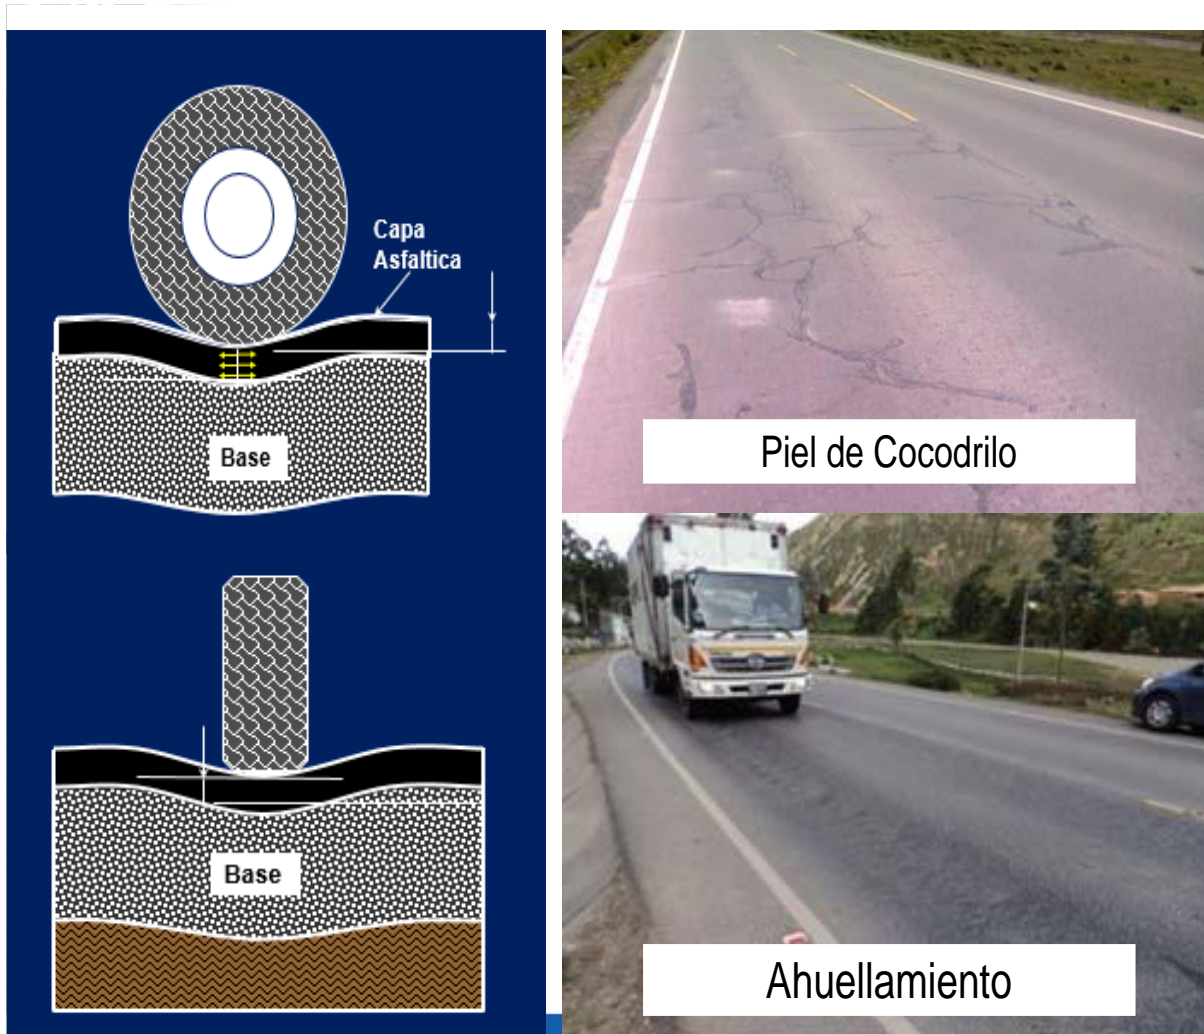 Capa
Asfaltica
Base
Piel de Cocodrilo
Base
Ahuellamiento